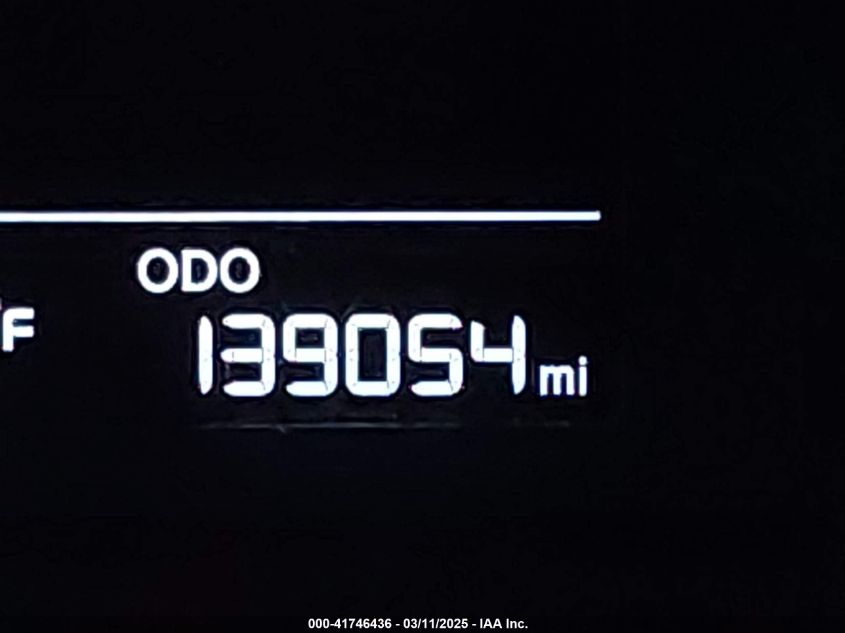 ODO
°F
139054 mi
000-41746436 - 03/11/2025 - IAA Inc.